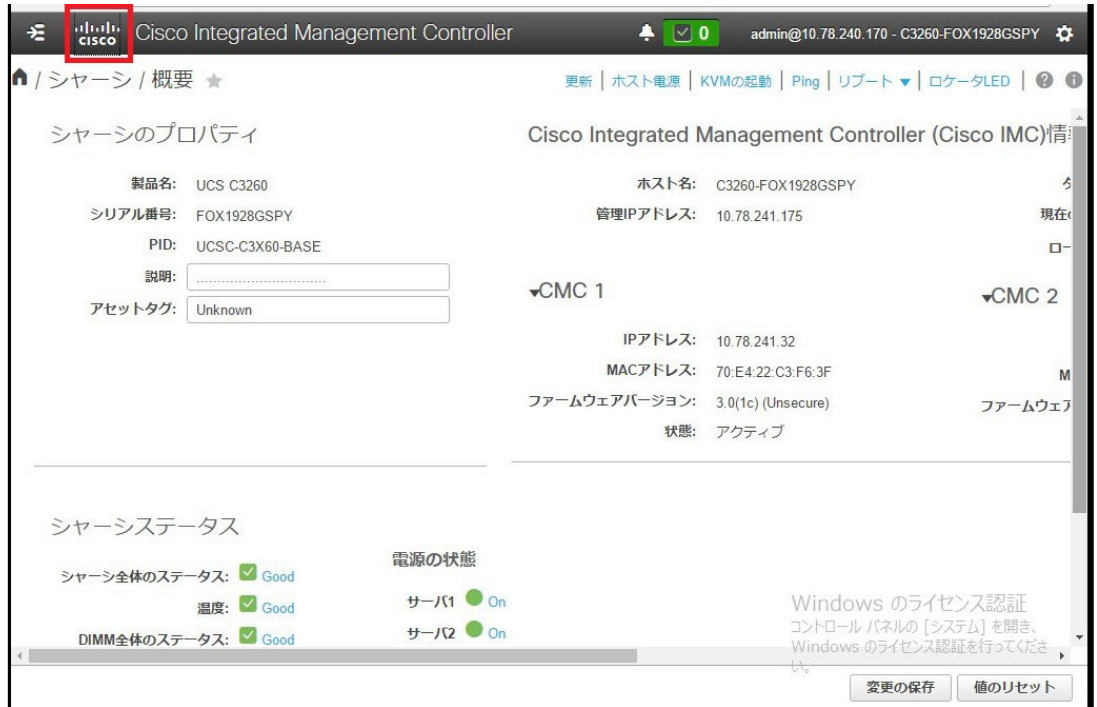 CISCO Cisco Integrated Management Controller 0 admin@10.78.240.170 - C3260-FOX1928GSPY
/ シャーシ / 概要 ★ 更新 | ホスト電源 | KVMの起動 | Ping | リブート ▼ | ロケータLED | ? i
シャーシのプロパティ
製品名: UCS C3260
シリアル番号: FOX1928GSPY
PID: UCSC-C3X60-BASE
説明:
アセットタグ: Unknown
Cisco Integrated Management Controller (Cisco IMC)情
ホスト名: C3260-FOX1928GSPY
管理IPアドレス: 10.78.241.175
現在
ロー
▼CMC 1
IPアドレス: 10.78.241.32
MACアドレス: 70:E4:22:C3:F6:3F
ファームウェアバージョン: 3.0(1c) (Unsecure)
状態: アクティブ
▼CMC 2
M
ファームウェア
シャーシステータス
シャーシ全体のステータス: Good
温度: Good
DIMM全体のステータス: Good
電源の状態
サーバ1 On
サーバ2 On
Windows のライセンス認証
コントロール パネルの [システム] を開き、
Windows のライセンス認証を行ってくださ
い。
変更の保存 値のリセット